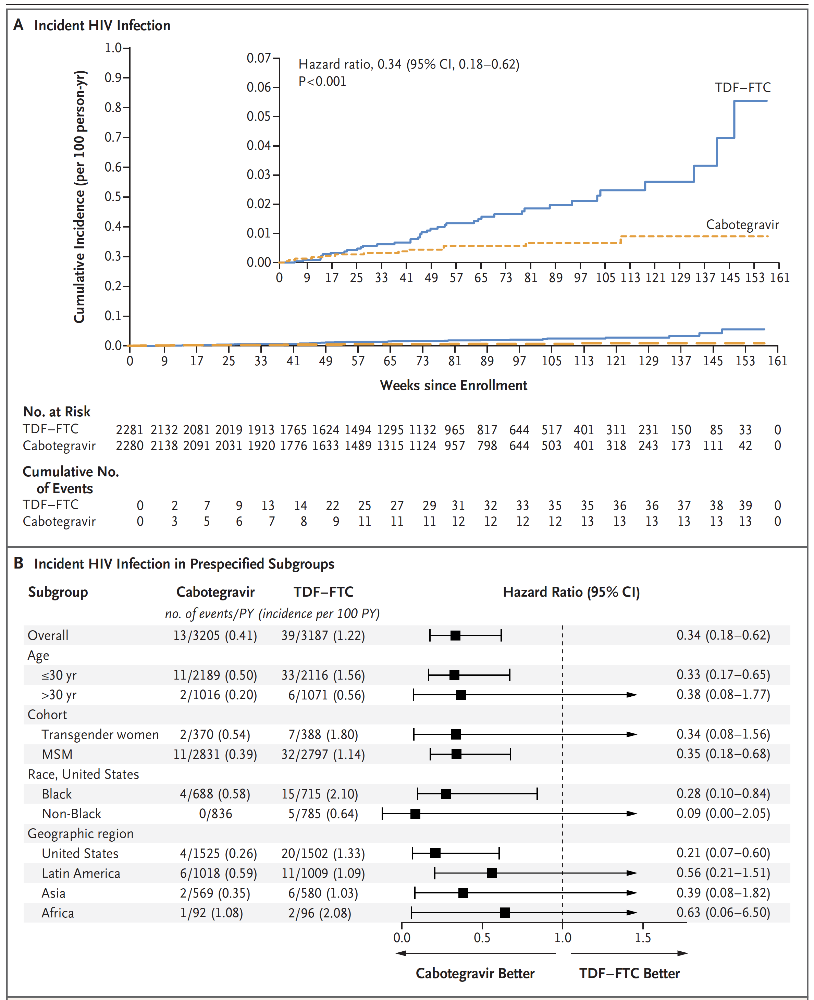 A Incident HIV Infection
Cumulative Incidence (per 100 person-yr)
1.0
0.9
0.8
0.7
0.6
0.5
0.4
0.3
0.2
0.1
0.0
0 9 17 25 33 41 49 57 65 73 81 89 97 105 113 121 129 137 145 153 161
0.07
0.06
0.05
0.04
0.03
0.02
0.01
0.00
Hazard ratio, 0.34 (95% CI, 0.18–0.62)
P<0.001
TDF–FTC
Cabotegravir
0 9 17 25 33 41 49 57 65 73 81 89 97 105 113 121 129 137 145 153 161
Weeks since Enrollment
No. at Risk
TDF–FTC 2281 2132 2081 2019 1913 1765 1624 1494 1295 1132 965 817 644 517 401 311 231 150 85 33 0
Cabotegravir 2280 2138 2091 2031 1920 1776 1633 1489 1315 1124 957 798 644 503 401 318 243 173 111 42 0
Cumulative No.
of Events
TDF–FTC 0 2 7 9 13 14 22 25 27 29 31 32 33 35 35 36 36 37 38 39 0
Cabotegravir 0 3 5 6 7 8 9 11 11 11 12 12 12 12 13 13 13 13 13 13 0
B Incident HIV Infection in Prespecified Subgroups
Subgroup Cabotegravir TDF–FTC Hazard Ratio (95% CI)
no. of events/PY (incidence per 100 PY)
Overall 13/3205 (0.41) 39/3187 (1.22) 0.34 (0.18–0.62)
Age
≤30 yr 11/2189 (0.50) 33/2116 (1.56) 0.33 (0.17–0.65)
>30 yr 2/1016 (0.20) 6/1071 (0.56) 0.38 (0.08–1.77)
Cohort
Transgender women 2/370 (0.54) 7/388 (1.80) 0.34 (0.08–1.56)
MSM 11/2831 (0.39) 32/2797 (1.14) 0.35 (0.18–0.68)
Race, United States
Black 4/688 (0.58) 15/715 (2.10) 0.28 (0.10–0.84)
Non-Black 0/836 5/785 (0.64) 0.09 (0.00–2.05)
Geographic region
United States 4/1525 (0.26) 20/1502 (1.33) 0.21 (0.07–0.60)
Latin America 6/1018 (0.59) 11/1009 (1.09) 0.56 (0.21–1.51)
Asia 2/569 (0.35) 6/580 (1.03) 0.39 (0.08–1.82)
Africa 1/92 (1.08) 2/96 (2.08) 0.63 (0.06–6.50)
0.0 0.5 1.0 1.5
Cabotegravir Better TDF–FTC Better